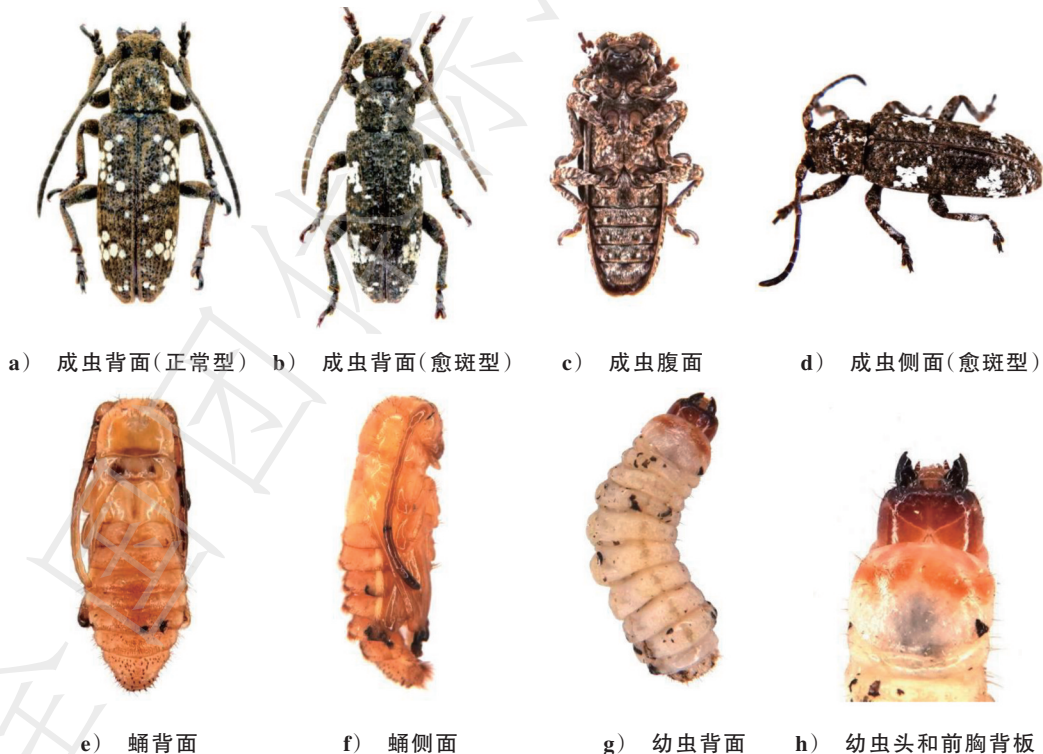 a） 成虫背面（正常型） b） 成虫背面（愈斑型） c） 成虫腹面 d） 成虫侧面（愈斑型）
e） 蛹背面 f） 蛹侧面 g） 幼虫背面 h） 幼虫头和前胸背板